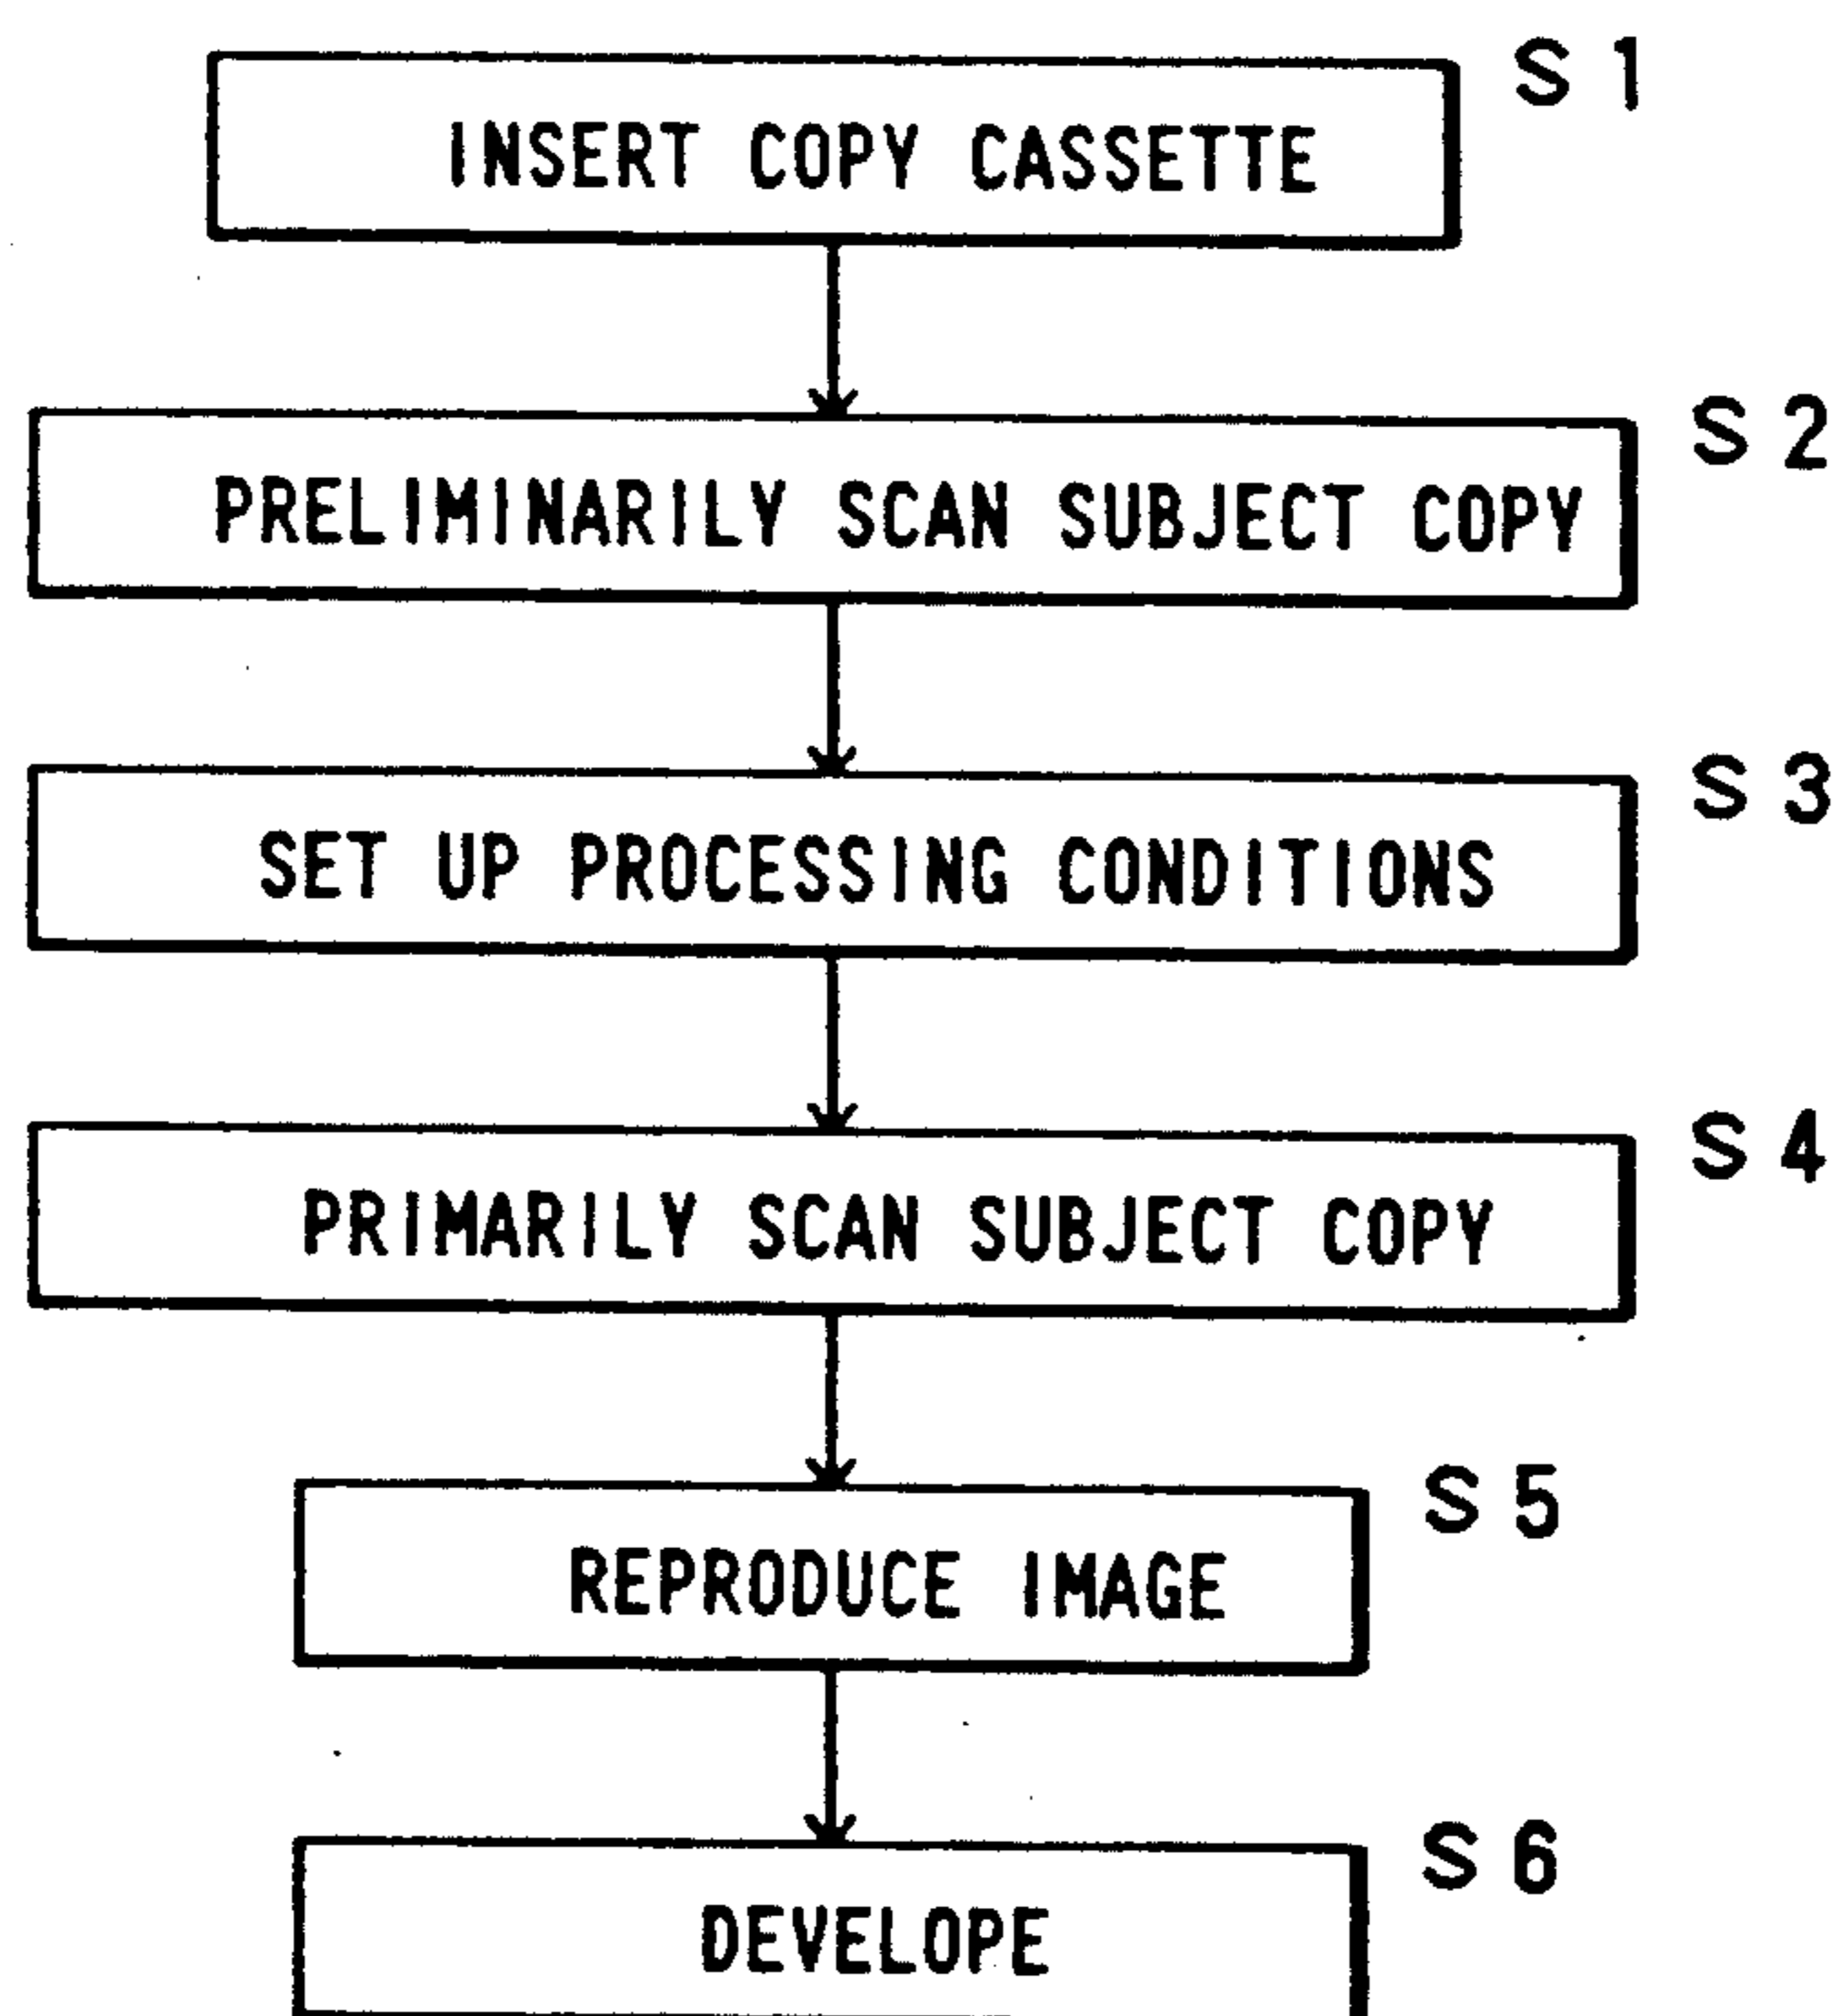 S1
INSERT COPY CASSETTE
S2
PRELIMINARILY SCAN SUBJECT COPY
S3
SET UP PROCESSING CONDITIONS
S4
PRIMARILY SCAN SUBJECT COPY
S5
REPRODUCE IMAGE
S6
DEVELOPE